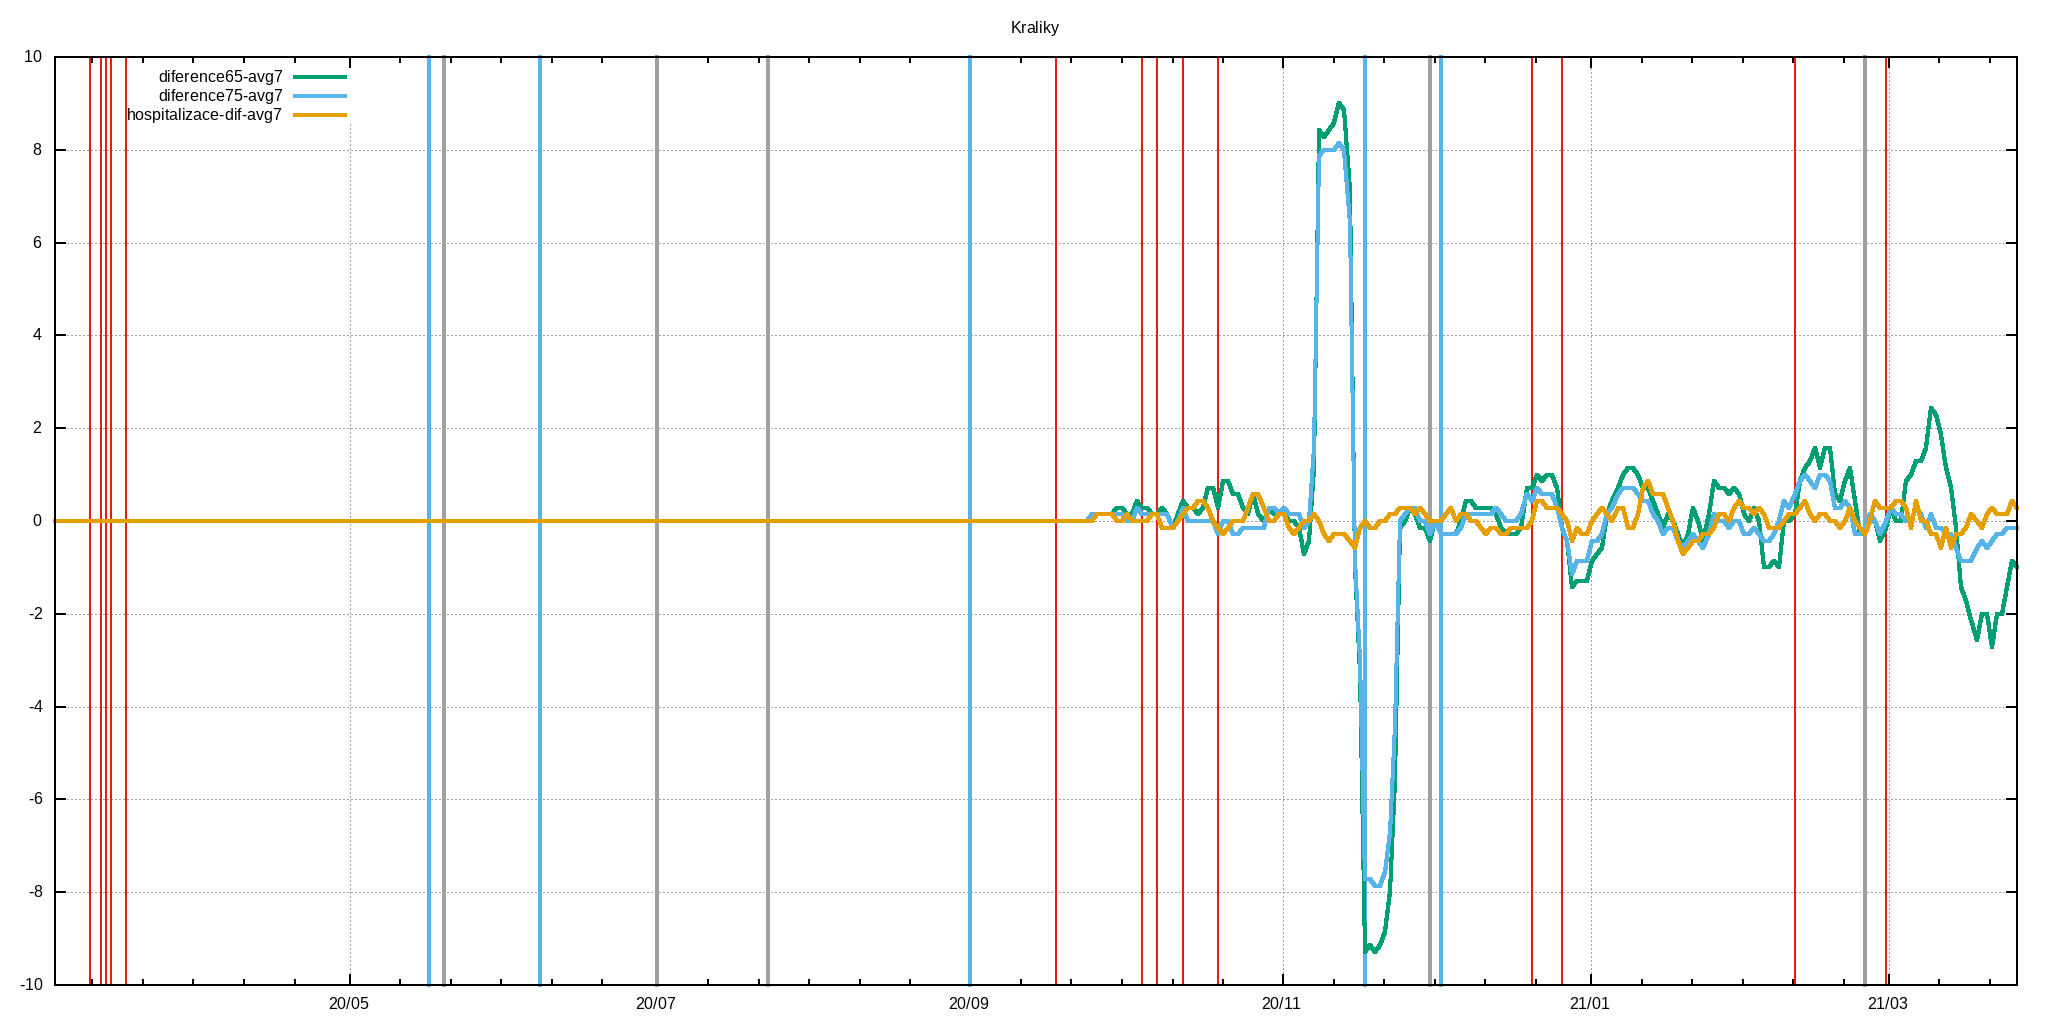 Kraliky
10
diference65-avg7
diference75-avg7
hospitalizace-dif-avg7
8
6
4
2
0
-2
-4
-6
-8
-10
20/05 20/07 20/09 20/11 21/01 21/03